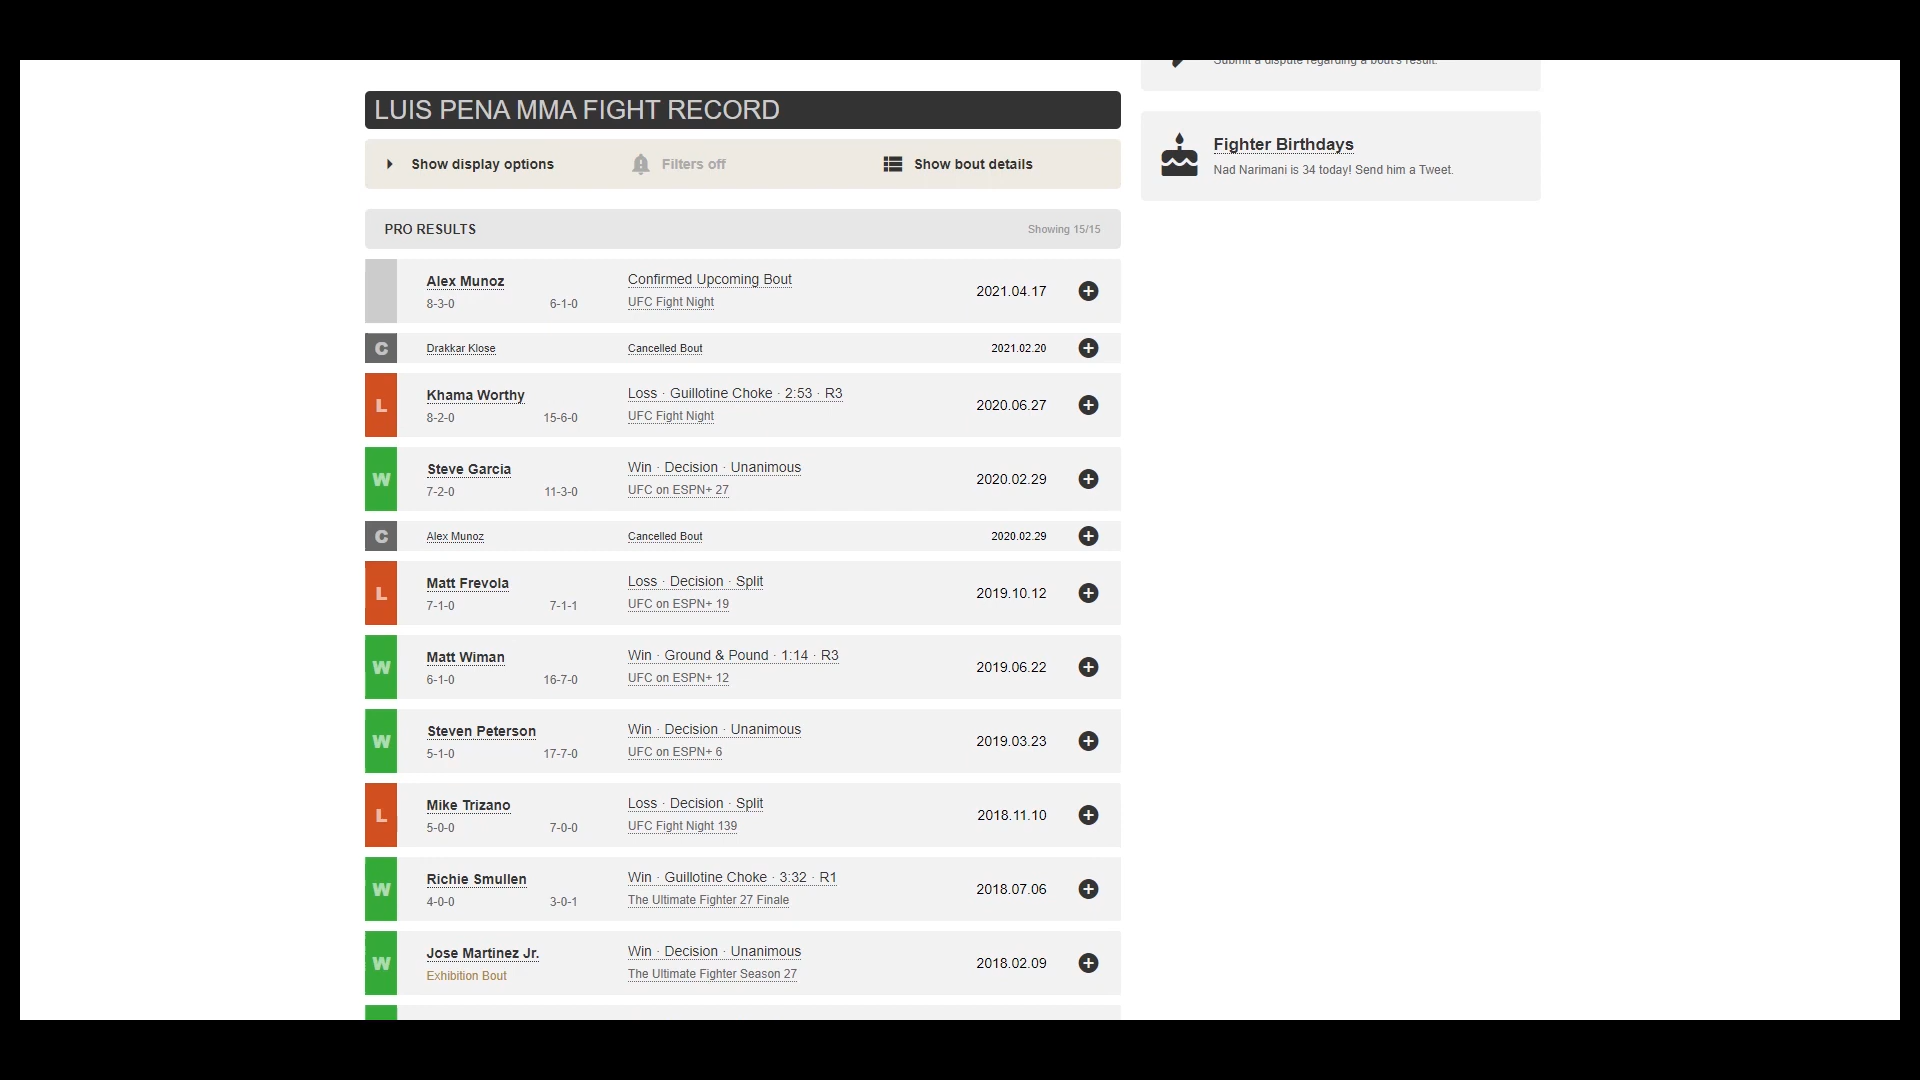 Submit a dispute regarding a bout's result.
LUIS PENA MMA FIGHT RECORD
Show display options Filters off Show bout details
Fighter Birthdays
Nad Narimani is 34 today! Send him a Tweet.
PRO RESULTS Showing 15/15
Alex Munoz Confirmed Upcoming Bout 2021.04.17
8-3-0 6-1-0 UFC Fight Night
C Drakkar Klose Cancelled Bout 2021.02.20
L Khama Worthy Loss · Guillotine Choke · 2:53 · R3 2020.06.27
8-2-0 15-6-0 UFC Fight Night
W Steve Garcia Win · Decision · Unanimous 2020.02.29
7-2-0 11-3-0 UFC on ESPN+ 27
C Alex Munoz Cancelled Bout 2020.02.29
L Matt Frevola Loss · Decision · Split 2019.10.12
7-1-0 7-1-1 UFC on ESPN+ 19
W Matt Wiman Win · Ground & Pound · 1:14 · R3 2019.06.22
6-1-0 16-7-0 UFC on ESPN+ 12
W Steven Peterson Win · Decision · Unanimous 2019.03.23
5-1-0 17-7-0 UFC on ESPN+ 6
L Mike Trizano Loss · Decision · Split 2018.11.10
5-0-0 7-0-0 UFC Fight Night 139
W Richie Smullen Win · Guillotine Choke · 3:32 · R1 2018.07.06
4-0-0 3-0-1 The Ultimate Fighter 27 Finale
W Jose Martinez Jr. Win · Decision · Unanimous 2018.02.09
Exhibition Bout The Ultimate Fighter Season 27